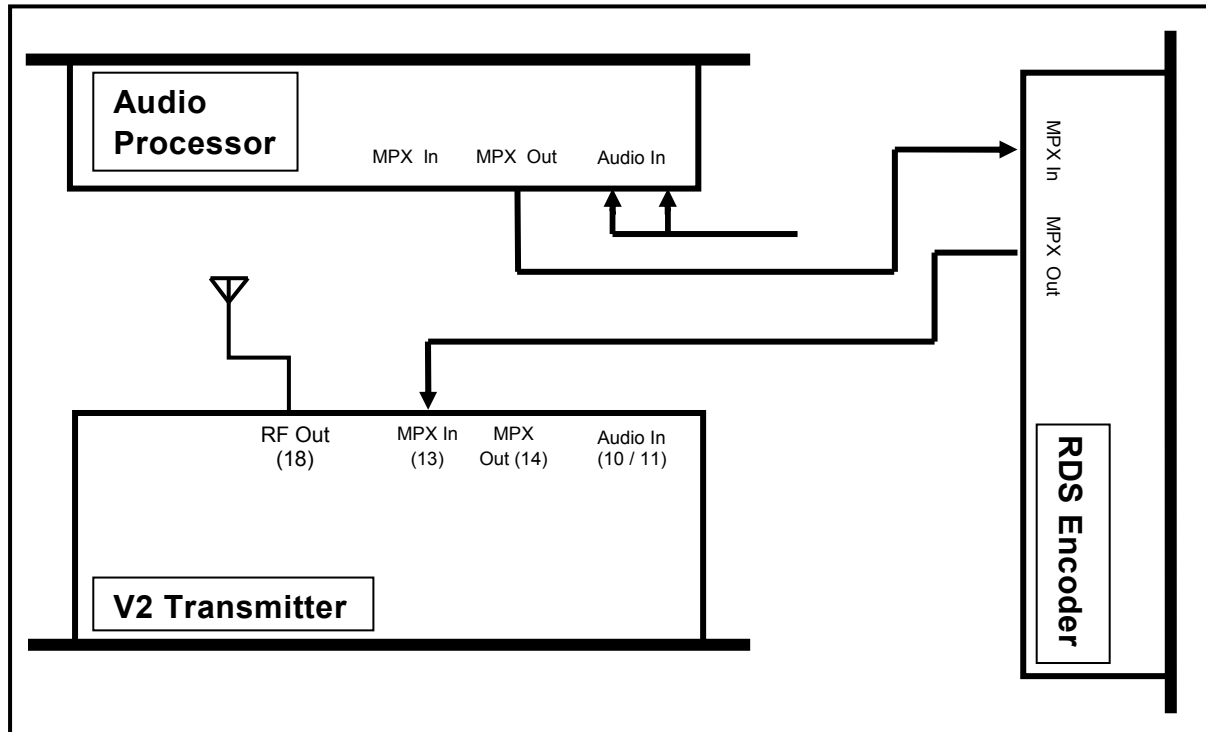 Audio
Processor
MPX In
MPX Out
Audio In
MPX In
MPX Out
RDS Encoder
RF Out
(18)
MPX In
(13)
MPX
Out (14)
Audio In
(10 / 11)
V2 Transmitter